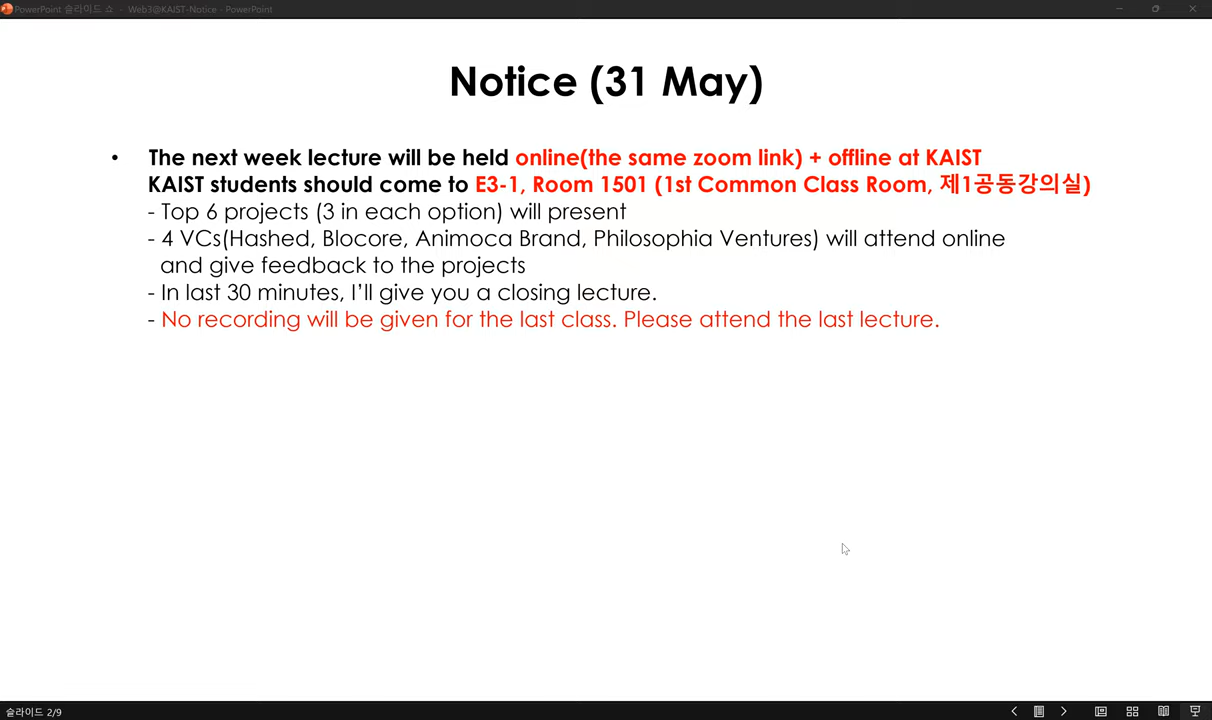 PowerPoint 슬라이드 쇼 - Web3@KAIST-Notice - PowerPoint
Notice (31 May)
• The next week lecture will be held online(the same zoom link) + offline at KAIST
KAIST students should come to E3-1, Room 1501 (1st Common Class Room, 제1공동강의실)
- Top 6 projects (3 in each option) will present
- 4 VCs(Hashed, Blocore, Animoca Brand, Philosophia Ventures) will attend online
and give feedback to the projects
- In last 30 minutes, I’ll give you a closing lecture.
- No recording will be given for the last class. Please attend the last lecture.
슬라이드 2/9